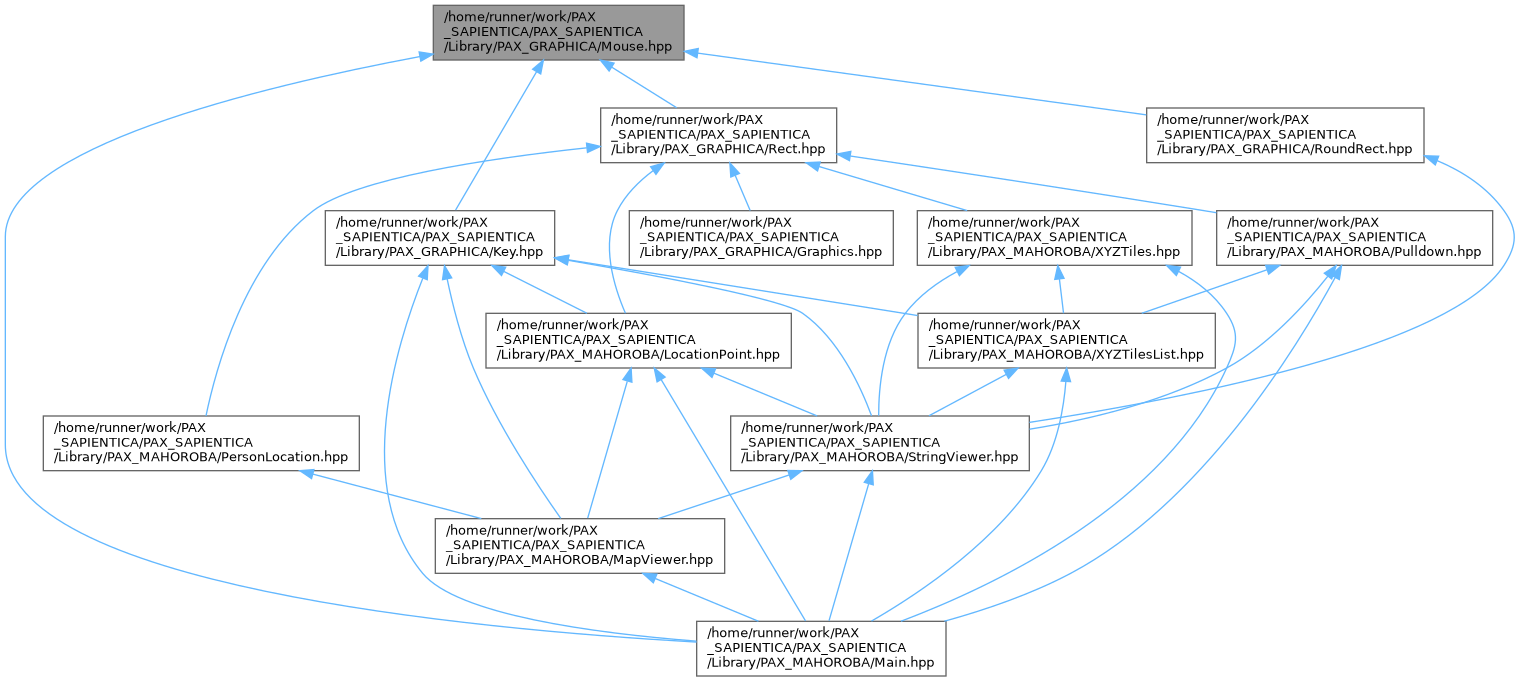 /home/runner/work/PAX
_SAPIENTICA/PAX_SAPIENTICA
/Library/PAX_GRAPHICA/Mouse.hpp
/home/runner/work/PAX
_SAPIENTICA/PAX_SAPIENTICA
/Library/PAX_GRAPHICA/Rect.hpp
/home/runner/work/PAX
_SAPIENTICA/PAX_SAPIENTICA
/Library/PAX_GRAPHICA/RoundRect.hpp
/home/runner/work/PAX
_SAPIENTICA/PAX_SAPIENTICA
/Library/PAX_GRAPHICA/Key.hpp
/home/runner/work/PAX
_SAPIENTICA/PAX_SAPIENTICA
/Library/PAX_GRAPHICA/Graphics.hpp
/home/runner/work/PAX
_SAPIENTICA/PAX_SAPIENTICA
/Library/PAX_MAHOROBA/XYZTiles.hpp
/home/runner/work/PAX
_SAPIENTICA/PAX_SAPIENTICA
/Library/PAX_MAHOROBA/Pulldown.hpp
/home/runner/work/PAX
_SAPIENTICA/PAX_SAPIENTICA
/Library/PAX_MAHOROBA/LocationPoint.hpp
/home/runner/work/PAX
_SAPIENTICA/PAX_SAPIENTICA
/Library/PAX_MAHOROBA/XYZTilesList.hpp
/home/runner/work/PAX
_SAPIENTICA/PAX_SAPIENTICA
/Library/PAX_MAHOROBA/PersonLocation.hpp
/home/runner/work/PAX
_SAPIENTICA/PAX_SAPIENTICA
/Library/PAX_MAHOROBA/StringViewer.hpp
/home/runner/work/PAX
_SAPIENTICA/PAX_SAPIENTICA
/Library/PAX_MAHOROBA/MapViewer.hpp
/home/runner/work/PAX
_SAPIENTICA/PAX_SAPIENTICA
/Library/PAX_MAHOROBA/Main.hpp